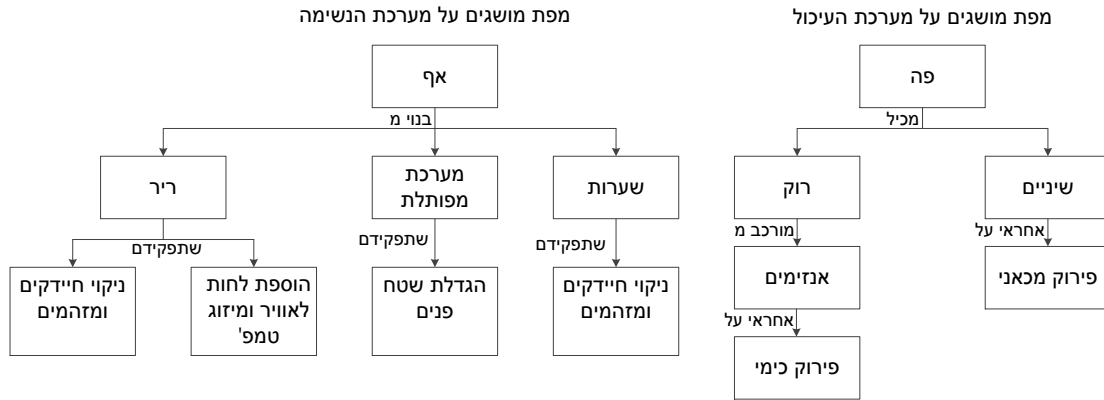 מפת מושגים על מערכת העיכול
פה
מכיל
שיניים
רוק
אחראי על
מורכב מ
פירוק מכאני
אנזימים
אחראי על
פירוק כימי
מפת מושגים על מערכת הנשימה
אף
בנוי מ
שערות
מערכת
מפותלת
ריר
שתפקידם
שתפקידם
שתפקידם
ניקוי חיידקים
ומזהמים
הגדלת שטח
פנים
הוספת לחות
לאוויר ומיזוג
טמפ'
ניקוי חיידקים
ומזהמים